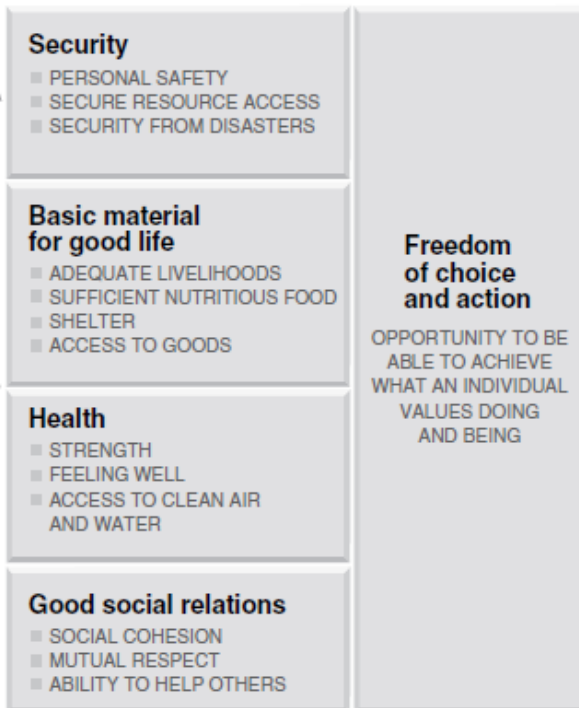 Security
PERSONAL SAFETY
SECURE RESOURCE ACCESS
SECURITY FROM DISASTERS
Basic material
for good life
ADEQUATE LIVELIHOODS
SUFFICIENT NUTRITIOUS FOOD
SHELTER
ACCESS TO GOODS
Health
STRENGTH
FEELING WELL
ACCESS TO CLEAN AIR
AND WATER
Good social relations
SOCIAL COHESION
MUTUAL RESPECT
ABILITY TO HELP OTHERS
Freedom
of choice
and action
OPPORTUNITY TO BE
ABLE TO ACHIEVE
WHAT AN INDIVIDUAL
VALUES DOING
AND BEING